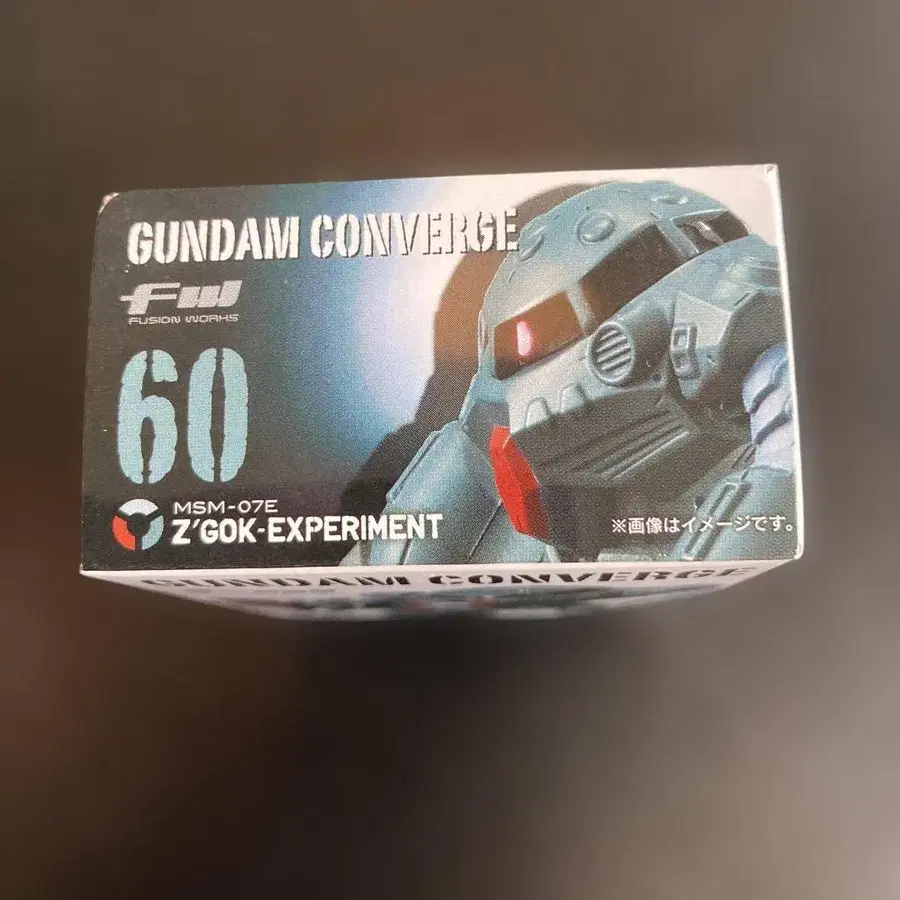 GUNDAM CONVERGE
FW
FUSION WORKS
60
MSM-07E
Z'GOK-EXPERIMENT
※画像はイメージです。
GUNDAM CONVERGE